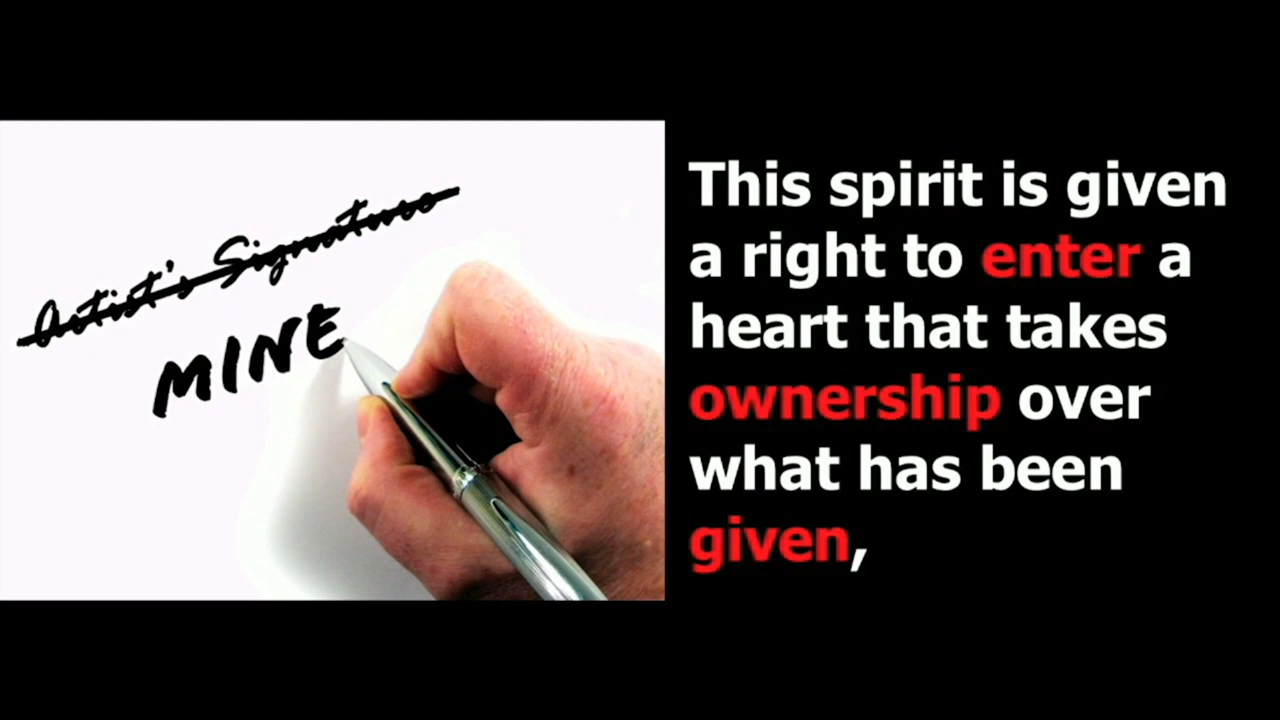 Artist's Signature
MINE
This spirit is given
a right to enter a
heart that takes
ownership over
what has been
given,